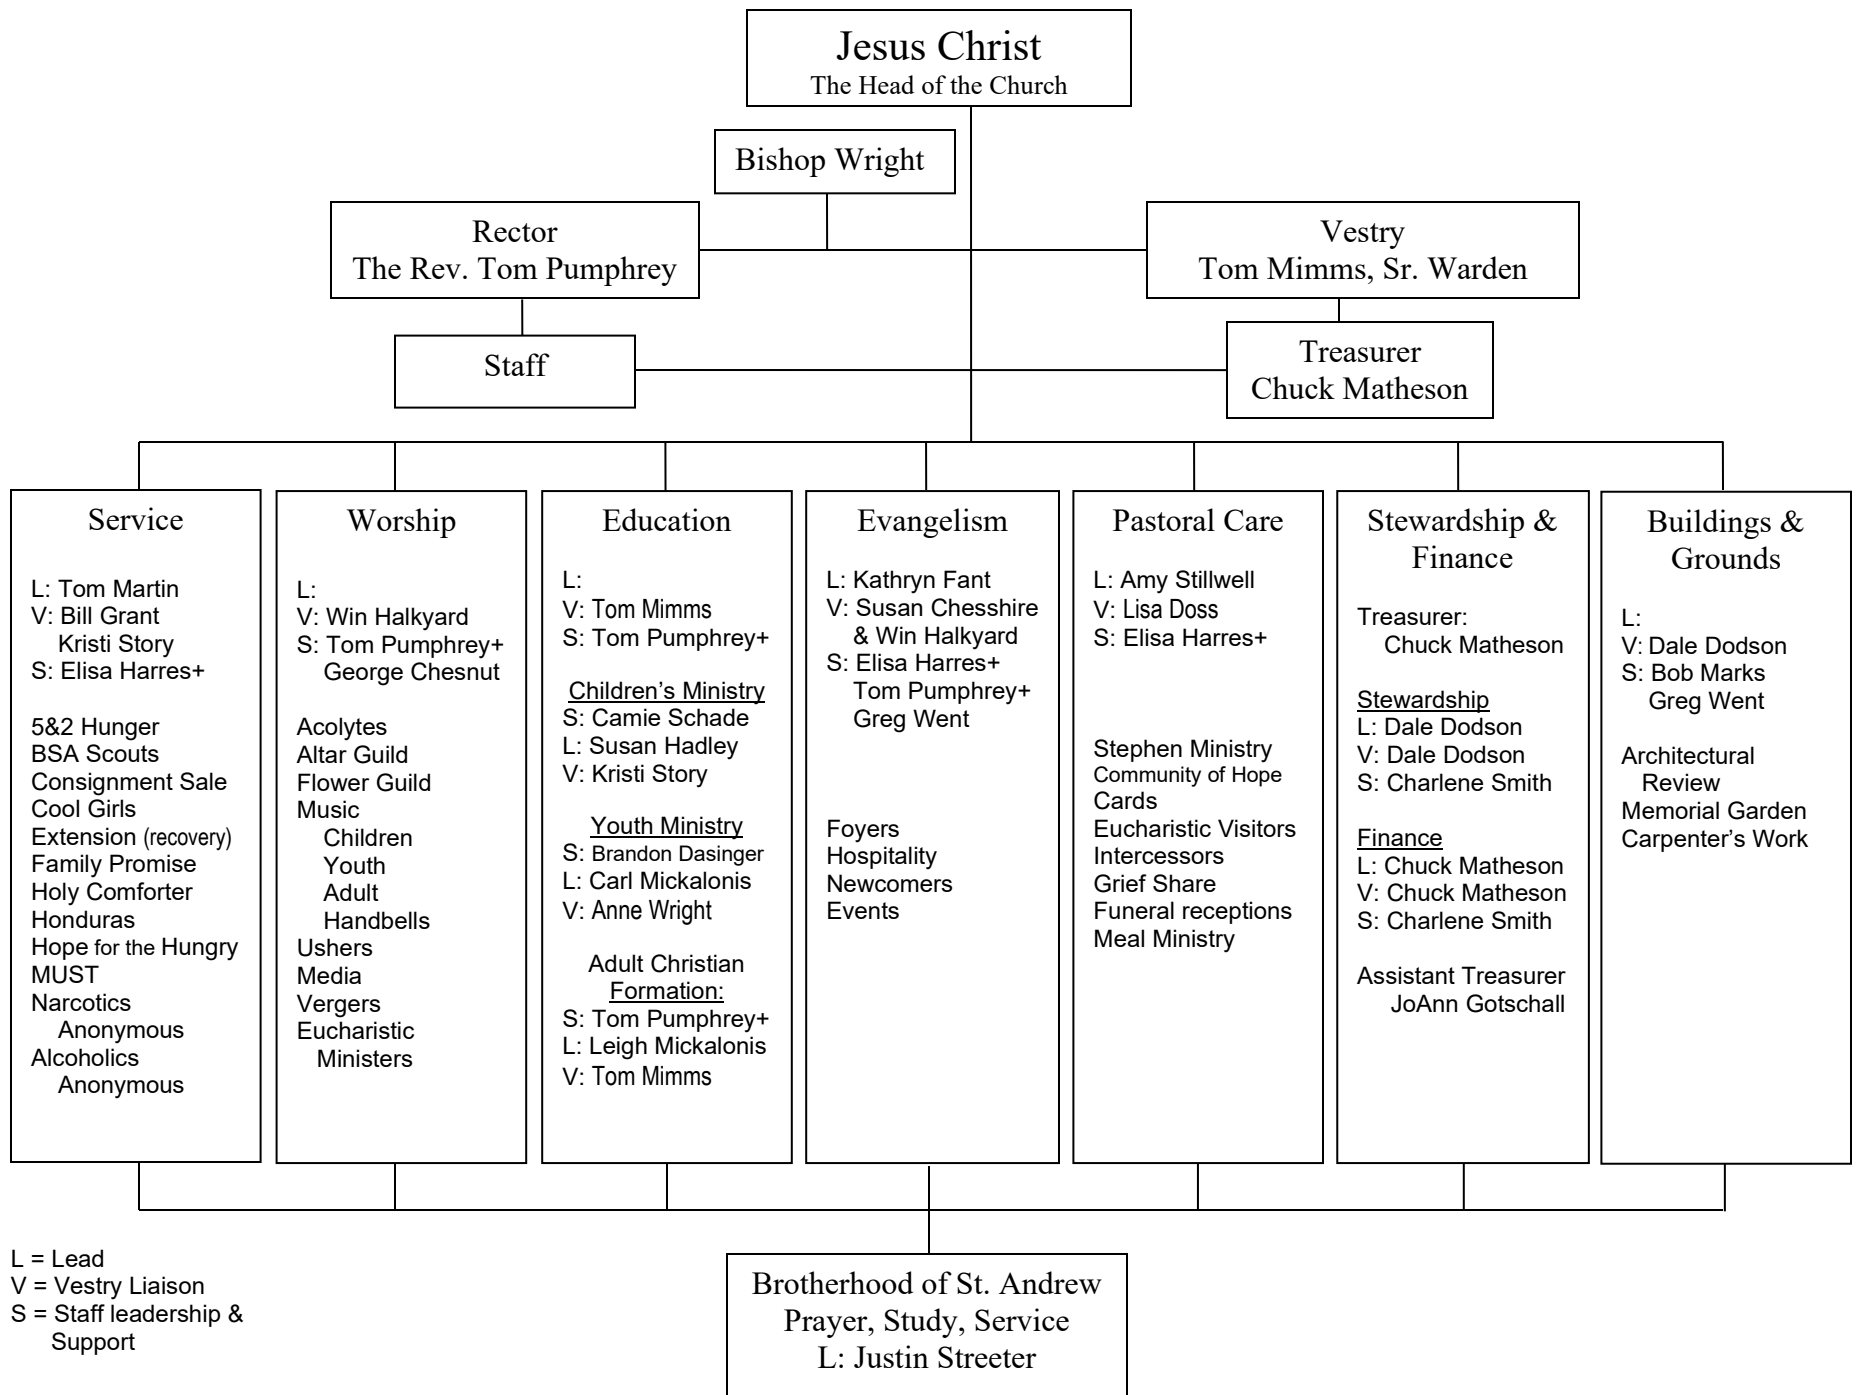 Jesus Christ
The Head of the Church
Bishop Wright
Rector
The Rev. Tom Pumphrey
Vestry
Tom Mimms, Sr. Warden
Staff
Treasurer
Chuck Matheson
Service
L: Tom Martin
V: Bill Grant
Kristi Story
S: Elisa Harres+
5&2 Hunger
BSA Scouts
Consignment Sale
Cool Girls
Extension (recovery)
Family Promise
Holy Comforter
Honduras
Hope for the Hungry
MUST
Narcotics
Anonymous
Alcoholics
Anonymous
Worship
L:
V: Win Halkyard
S: Tom Pumphrey+
George Chesnut
Acolytes
Altar Guild
Flower Guild
Music
Children
Youth
Adult
Handbells
Ushers
Media
Vergers
Eucharistic
Ministers
Education
L:
V: Tom Mimms
S: Tom Pumphrey+
Children's Ministry
S: Camie Schade
L: Susan Hadley
V: Kristi Story
Youth Ministry
S: Brandon Dasinger
L: Carl Mickalonis
V: Anne Wright
Adult Christian
Formation:
S: Tom Pumphrey+
L: Leigh Mickalonis
V: Tom Mimms
Evangelism
L: Kathryn Fant
V: Susan Chesshire
& Win Halkyard
S: Elisa Harres+
Tom Pumphrey+
Greg Went
Foyers
Hospitality
Newcomers
Events
Pastoral Care
L: Amy Stillwell
V: Lisa Doss
S: Elisa Harres+
Stephen Ministry
Community of Hope
Cards
Eucharistic Visitors
Intercessors
Grief Share
Funeral receptions
Meal Ministry
Stewardship &
Finance
Treasurer:
Chuck Matheson
Stewardship
L: Dale Dodson
V: Dale Dodson
S: Charlene Smith
Finance
L: Chuck Matheson
V: Chuck Matheson
S: Charlene Smith
Assistant Treasurer
JoAnn Gotschall
Buildings &
Grounds
L:
V: Dale Dodson
S: Bob Marks
Greg Went
Architectural
Review
Memorial Garden
Carpenter's Work
L = Lead
V = Vestry Liaison
S = Staff leadership &
Support
Brotherhood of St. Andrew
Prayer, Study, Service
L: Justin Streeter